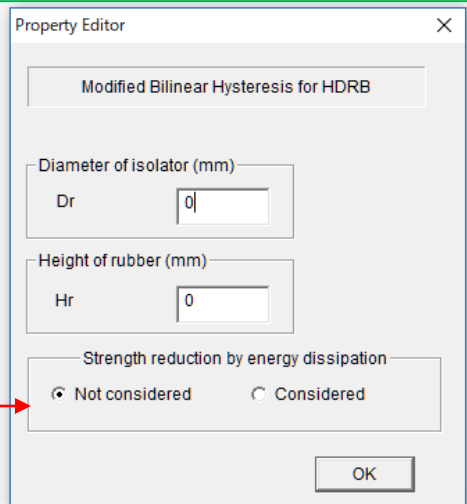 Property Editor
Modified Bilinear Hysteresis for HDRB
Diameter of isolator (mm)
Dr 0
Height of rubber (mm)
Hr 0
Strength reduction by energy dissipation
Not considered Considered
OK